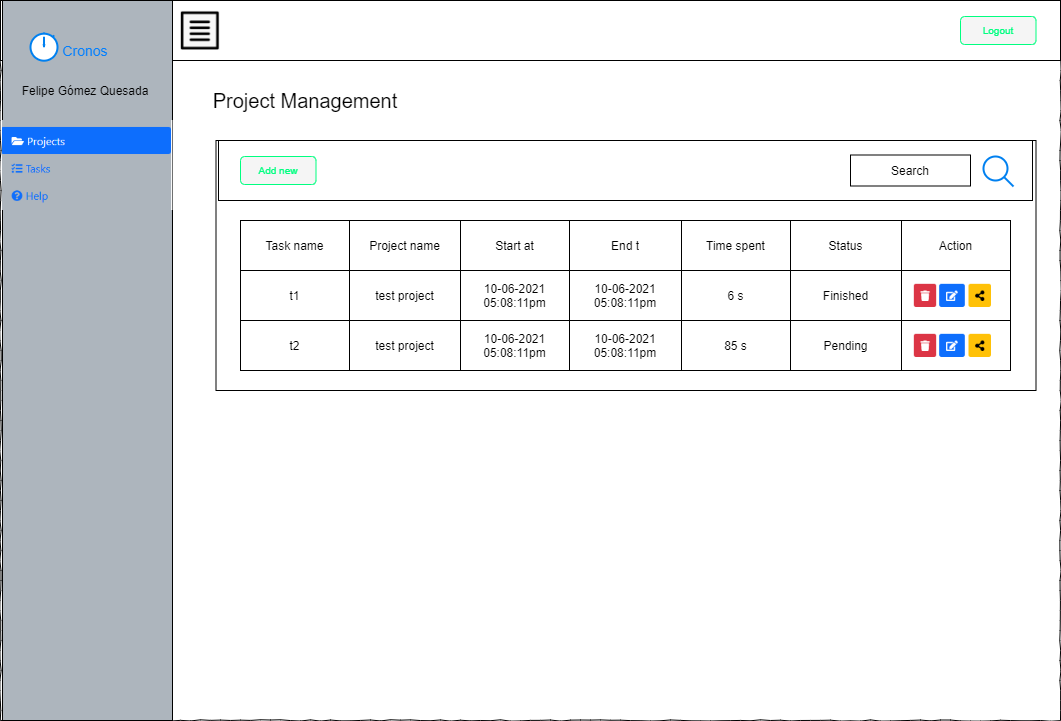 Cronos
Felipe Gómez Quesada
Projects
Tasks
Help
Logout
Project Management
Add new
Search
Task name
Project name
Start at
End t
Time spent
Status
Action
t1
test project
10-06-2021
05:08:11pm
10-06-2021
05:08:11pm
6 s
Finished
t2
test project
10-06-2021
05:08:11pm
10-06-2021
05:08:11pm
85 s
Pending